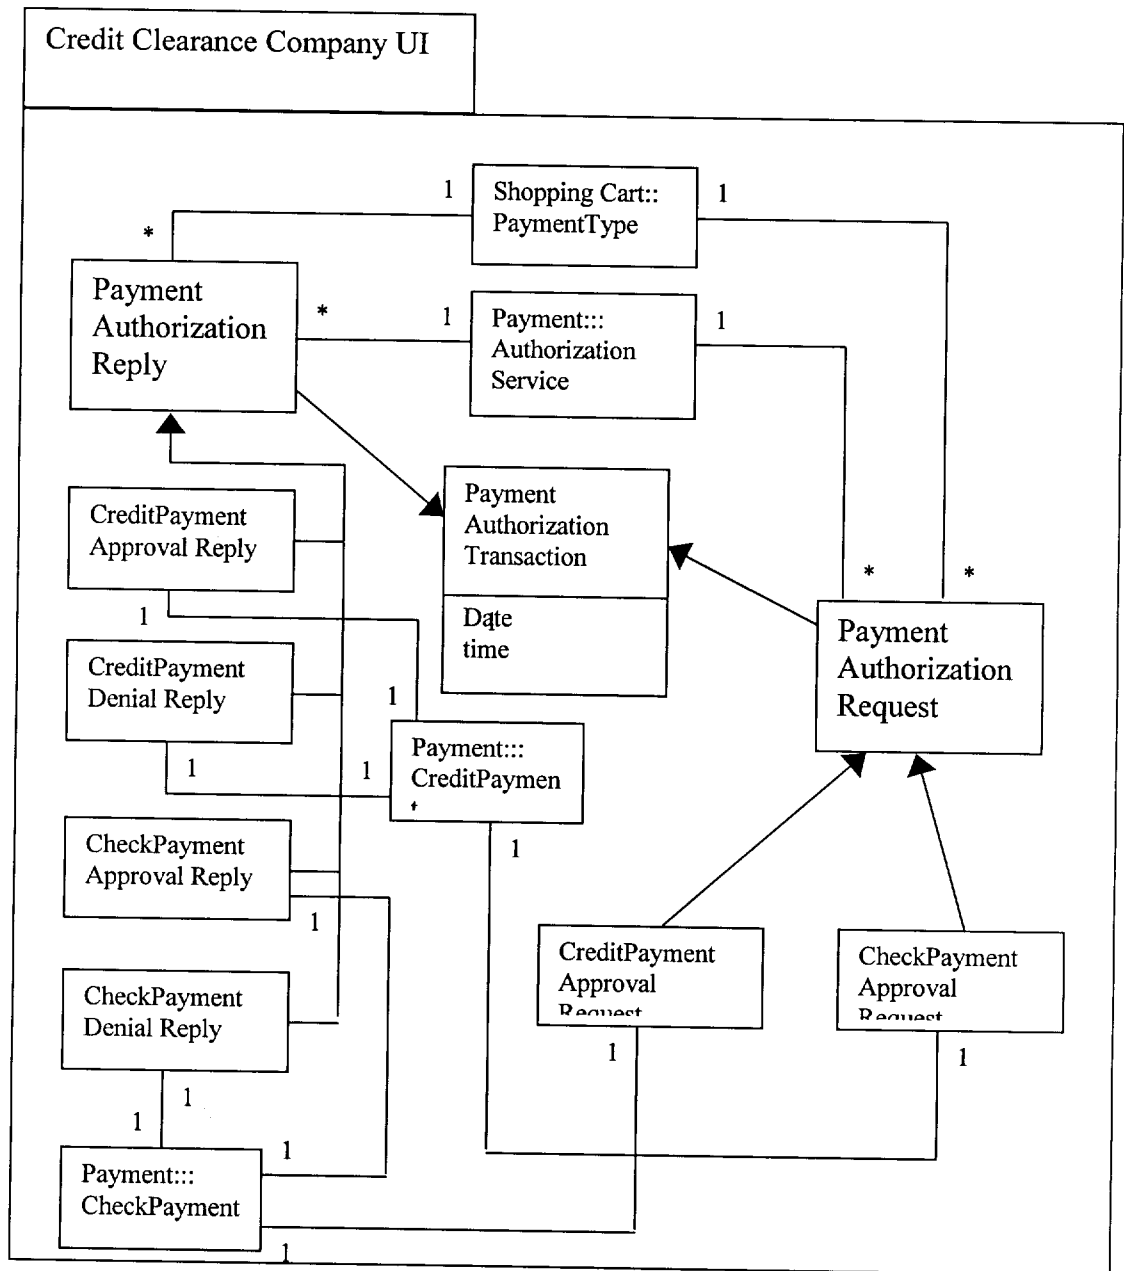 Credit Clearance Company UI
1
Shopping Cart::
PaymentType
1
*
Payment
Authorization
Reply
*
1
Payment:::
Authorization
Service
1
Payment
Authorization
Transaction
Date
time
*
*
Payment
Authorization
Request
CreditPayment
Approval Reply
1
CreditPayment
Denial Reply
1
1
1
Payment:::
CreditPaymen
t
1
CheckPayment
Approval Reply
1
CreditPayment
Approval
Request
1
CheckPayment
Approval
Request
1
CheckPayment
Denial Reply
1
1
Payment:::
CheckPayment
1
1